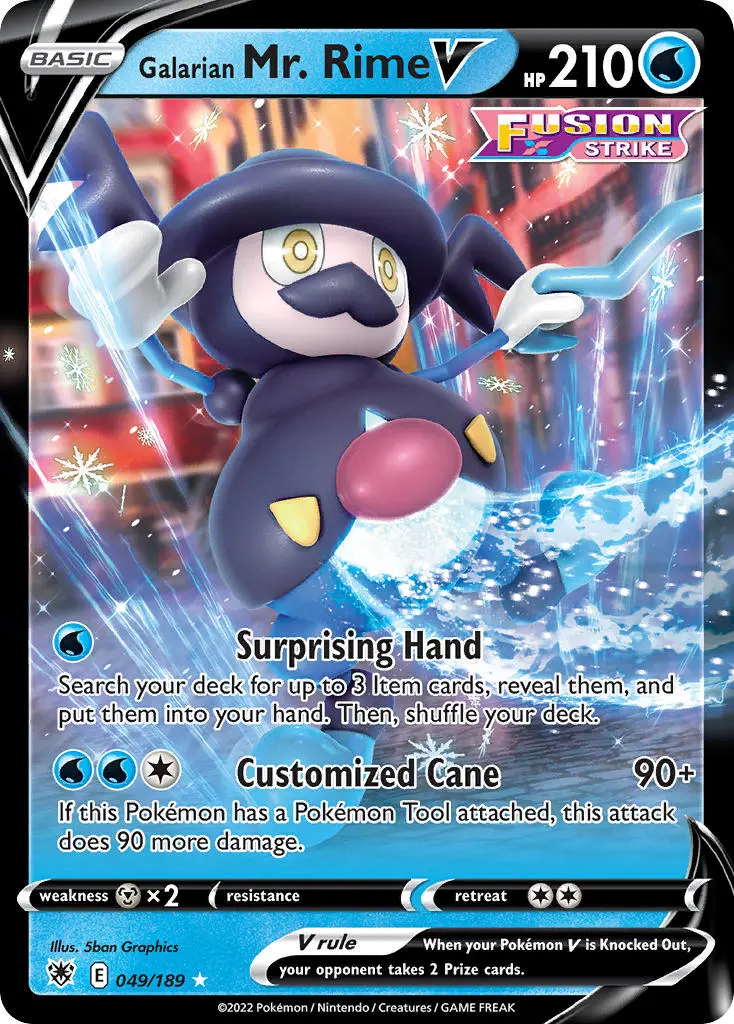 BASIC
Galarian Mr. Rime V
HP 210
FUSION
STRIKE
Surprising Hand
Search your deck for up to 3 Item cards, reveal them, and
put them into your hand. Then, shuffle your deck.
Customized Cane 90+
If this Pokémon has a Pokémon Tool attached, this attack
does 90 more damage.
weakness ×2 resistance retreat
Illus. 5ban Graphics
V rule When your Pokémon V is Knocked Out,
your opponent takes 2 Prize cards.
E 049/189
©2022 Pokémon / Nintendo / Creatures / GAME FREAK